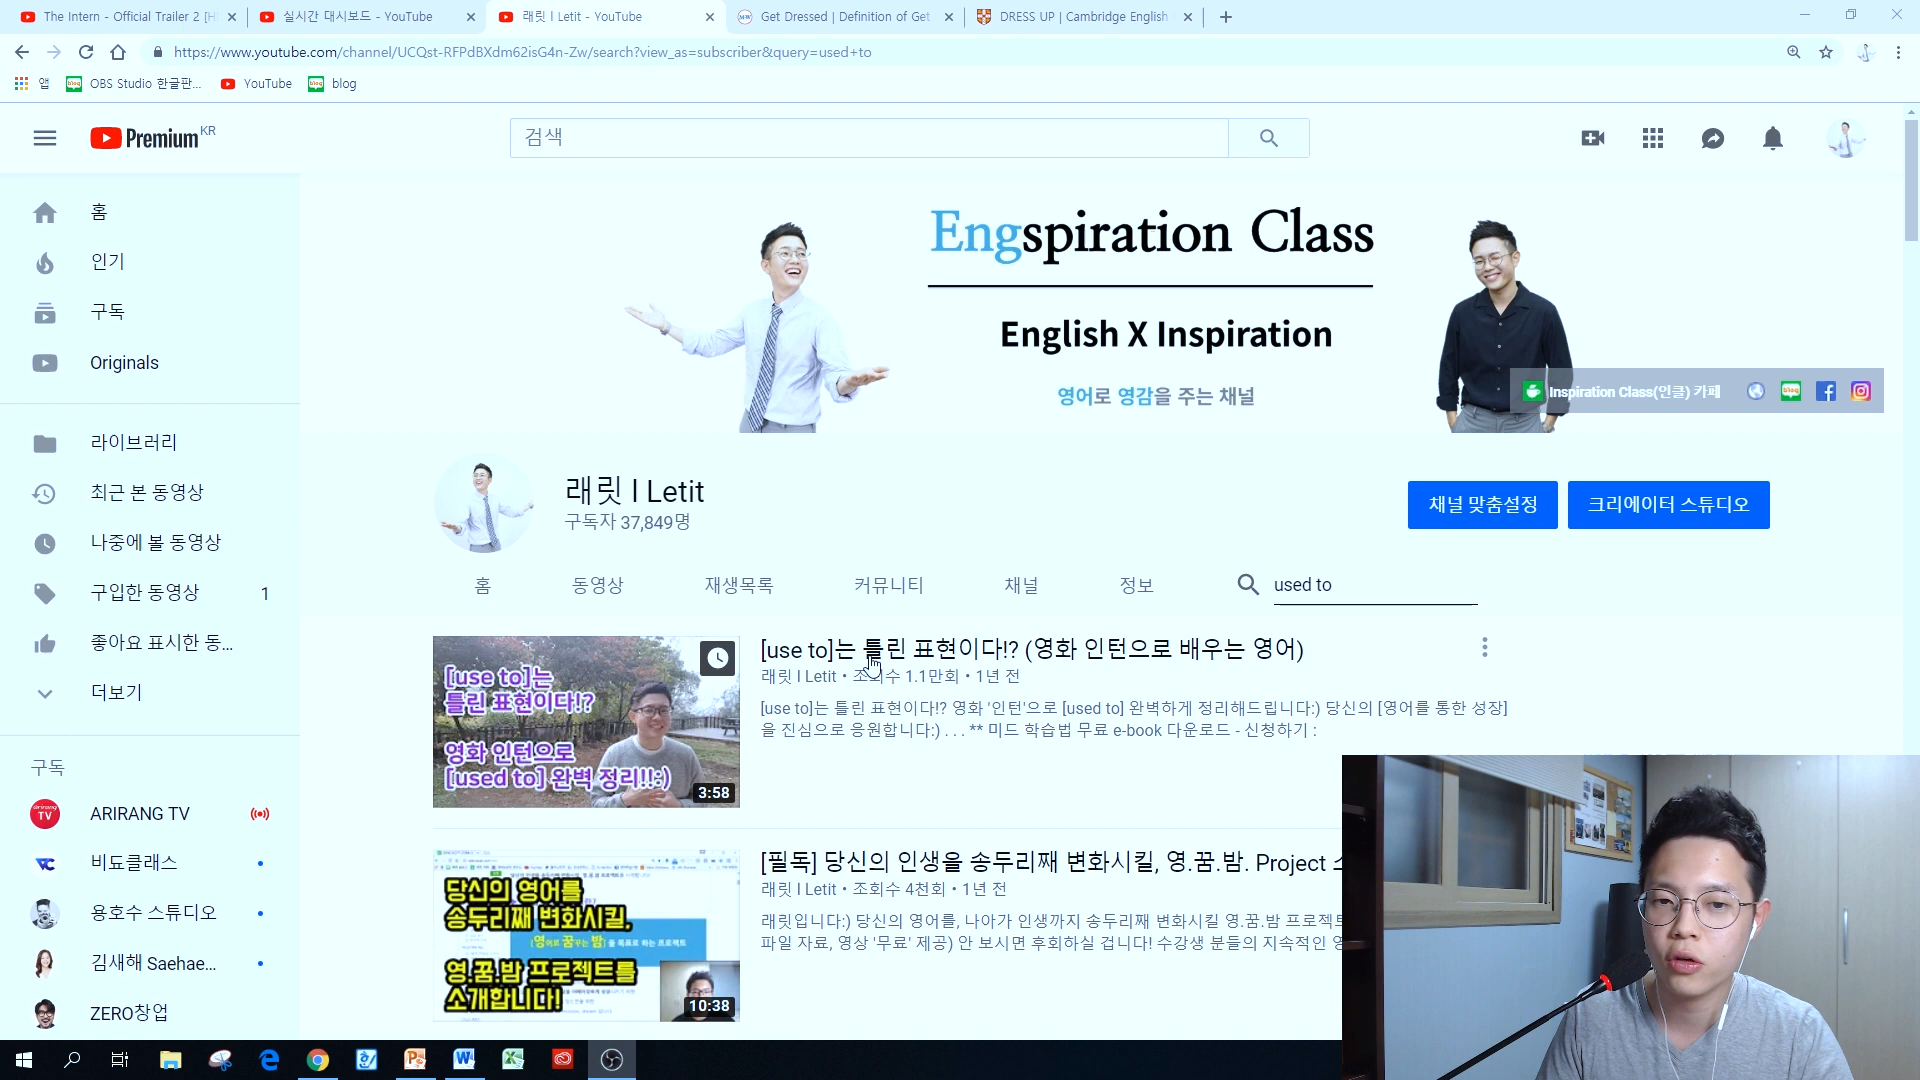 The Intern - Official Trailer 2 [H
실시간 대시보드 - YouTube
래릿 l Letit - YouTube
Get Dressed | Definition of Get
DRESS UP | Cambridge English
https://www.youtube.com/channel/UCQst-RFPdBXdm62isG4n-Zw/search?view_as=subscriber&query=used+to
앱
OBS Studio 한글판...
YouTube
blog
Premium KR
검색
홈
인기
구독
Originals
라이브러리
최근 본 동영상
나중에 볼 동영상
구입한 동영상 1
좋아요 표시한 동...
더보기
구독
ARIRANG TV
비됴클래스
용호수 스튜디오
김새해 Saehae...
ZERO창업
Engspiration Class
English X Inspiration
영어로 영감을 주는 채널
Inspiration Class(인클) 카페
래릿 l Letit
구독자 37,849명
채널 맞춤설정
크리에이터 스튜디오
홈
동영상
재생목록
커뮤니티
채널
정보
used to
[use to]는
틀린 표현이다!?
영화 인턴으로
[used to] 완벽 정리!!:)
3:58
[use to]는 틀린 표현이다!? (영화 인턴으로 배우는 영어)
래릿 l Letit • 조회수 1.1만회 • 1년 전
[use to]는 틀린 표현이다!? 영화 '인턴'으로 [used to] 완벽하게 정리해드립니다:) 당신의 [영어를 통한 성장]
을 진심으로 응원합니다:) . . . ** 미드 학습법 무료 e-book 다운로드 - 신청하기 :
당신의 영어를
송두리째 변화시킬,
영.꿈.밤 프로젝트를
소개합니다!
10:38
[필독] 당신의 인생을 송두리째 변화시킬, 영.꿈.밤. Project
래릿 l Letit • 조회수 4천회 • 1년 전
래릿입니다:) 당신의 영어를, 나아가 인생까지 송두리째 변화시킬 영.꿈.밤 프로젝트
파일 자료, 영상 '무료' 제공) 안 보시면 후회하실 겁니다! 수강생 분들의 지속적인